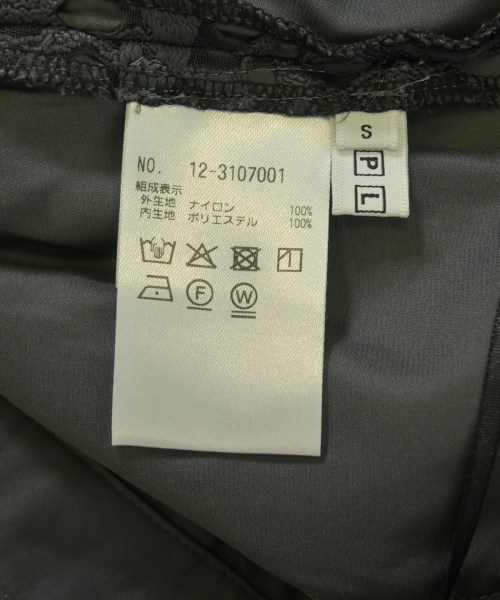 NO. 12-3107001
組成表示
外生地 ナイロン 100%
内生地 ポリエステル 100%
F W
S
P
L